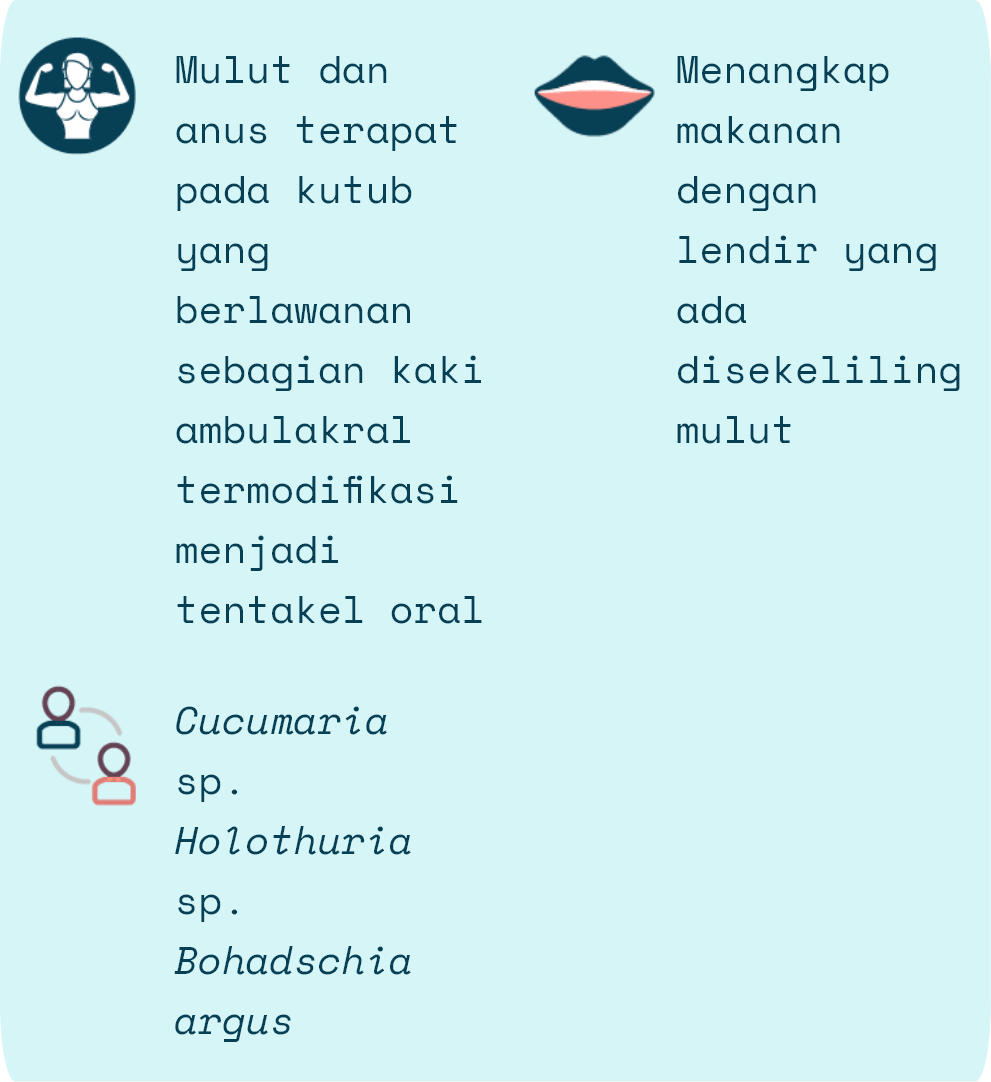 Mulut dan
anus terapat
pada kutub
yang
berlawanan
sebagian kaki
ambulakral
termodifikasi
menjadi
tentakel oral
Menangkap
makanan
dengan
lendir yang
ada
disekeliling
mulut
Cucumaria
sp.
Holothuria
sp.
Bohadschia
argus